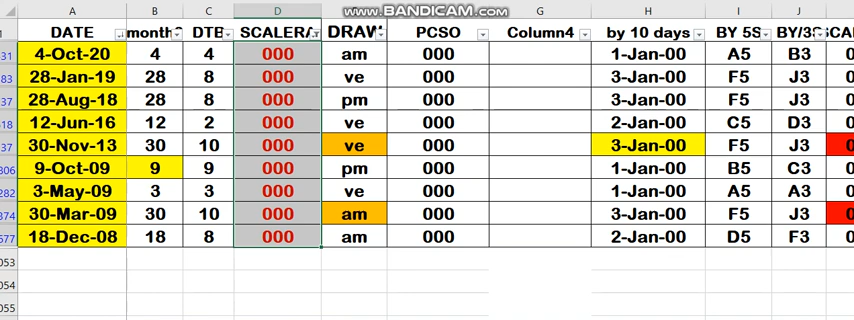 www.BANDICAM.com
A B C D E F G H I J
DATE month DTB SCALERA DRAW PCSO Column4 by 10 days BY 5S BY/3S SCAL
31 4-Oct-20 4 4 000 am 000 1-Jan-00 A5 B3 0
83 28-Jan-19 28 8 000 ve 000 3-Jan-00 F5 J3 0
37 28-Aug-18 28 8 000 pm 000 3-Jan-00 F5 J3 0
618 12-Jun-16 12 2 000 ve 000 2-Jan-00 C5 D3 0
37 30-Nov-13 30 10 000 ve 000 3-Jan-00 F5 J3 0
806 9-Oct-09 9 9 000 pm 000 1-Jan-00 B5 C3 0
282 3-May-09 3 3 000 ve 000 1-Jan-00 A5 A3 0
374 30-Mar-09 30 10 000 am 000 3-Jan-00 F5 J3 0
677 18-Dec-08 18 8 000 am 000 2-Jan-00 D5 F3 0
053
054
055